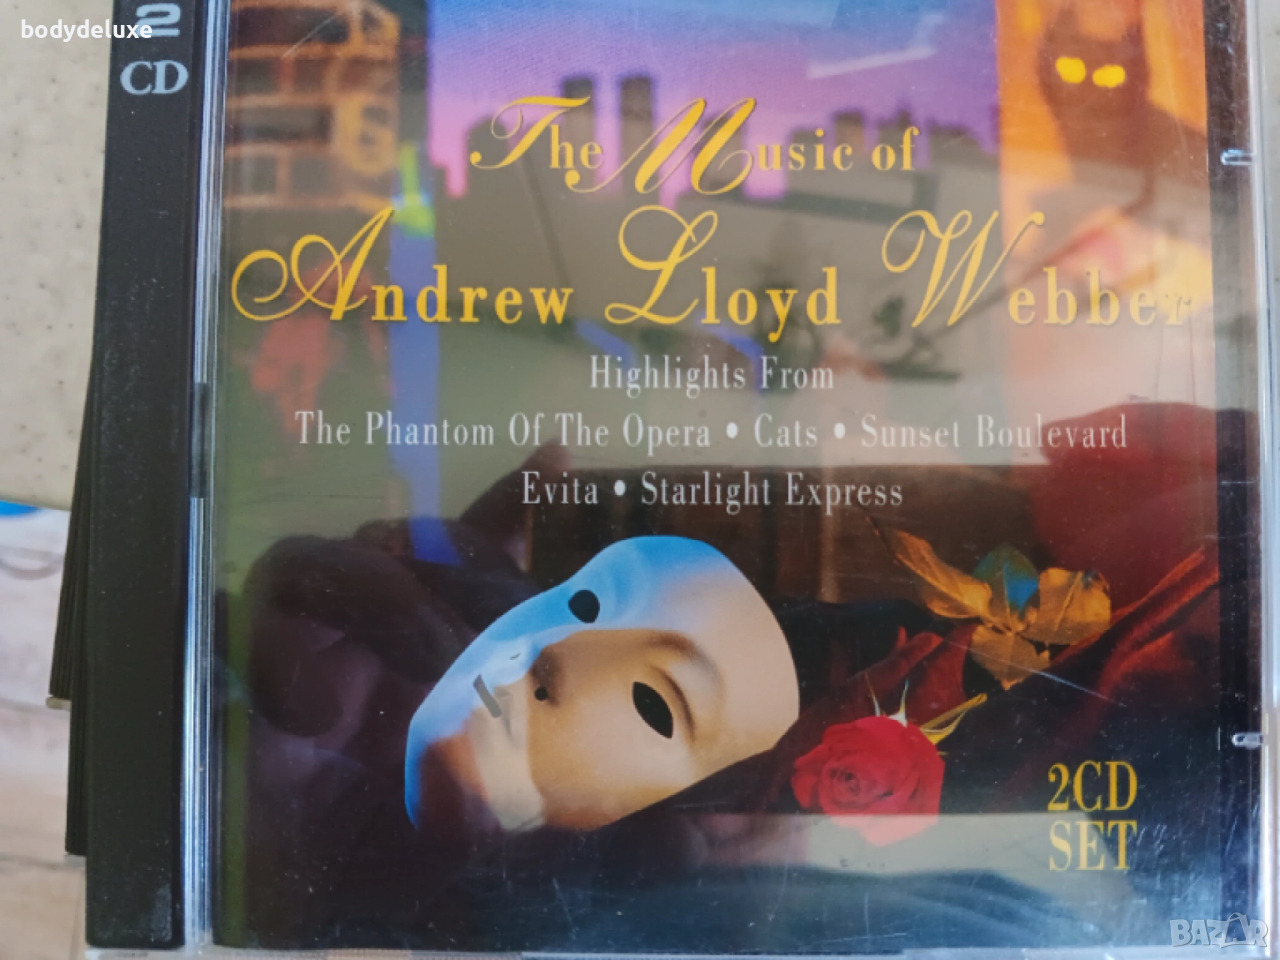 bodydeluxe
2
CD
The Music of
Andrew Lloyd Webber
Highlights From
The Phantom Of The Opera • Cats • Sunset Boulevard
Evita • Starlight Express
2CD
SET
BAZAR